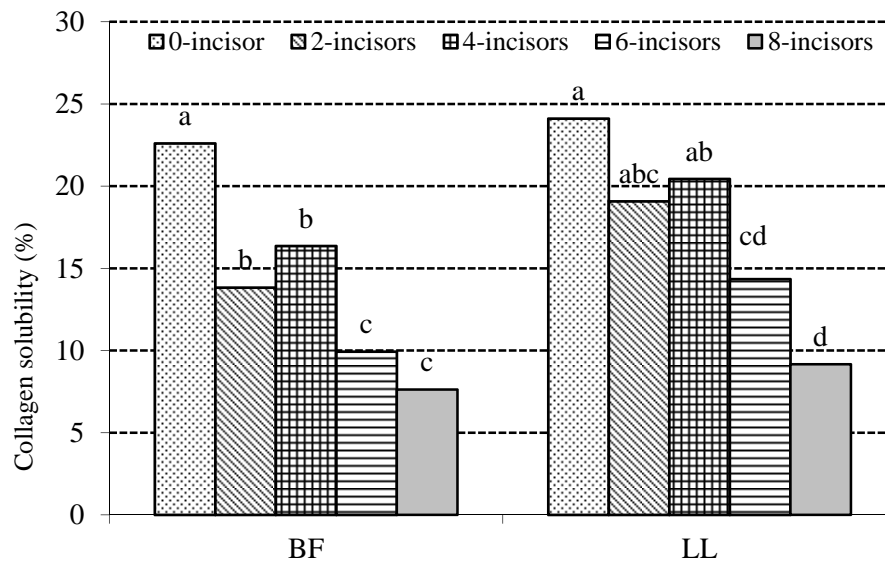 30
0-incisor 2-incisors 4-incisors 6-incisors 8-incisors
25
a a
abc ab
20
b
b
15
cd
c
c
10
d
5
0
Collagen solubility (%)
BF LL